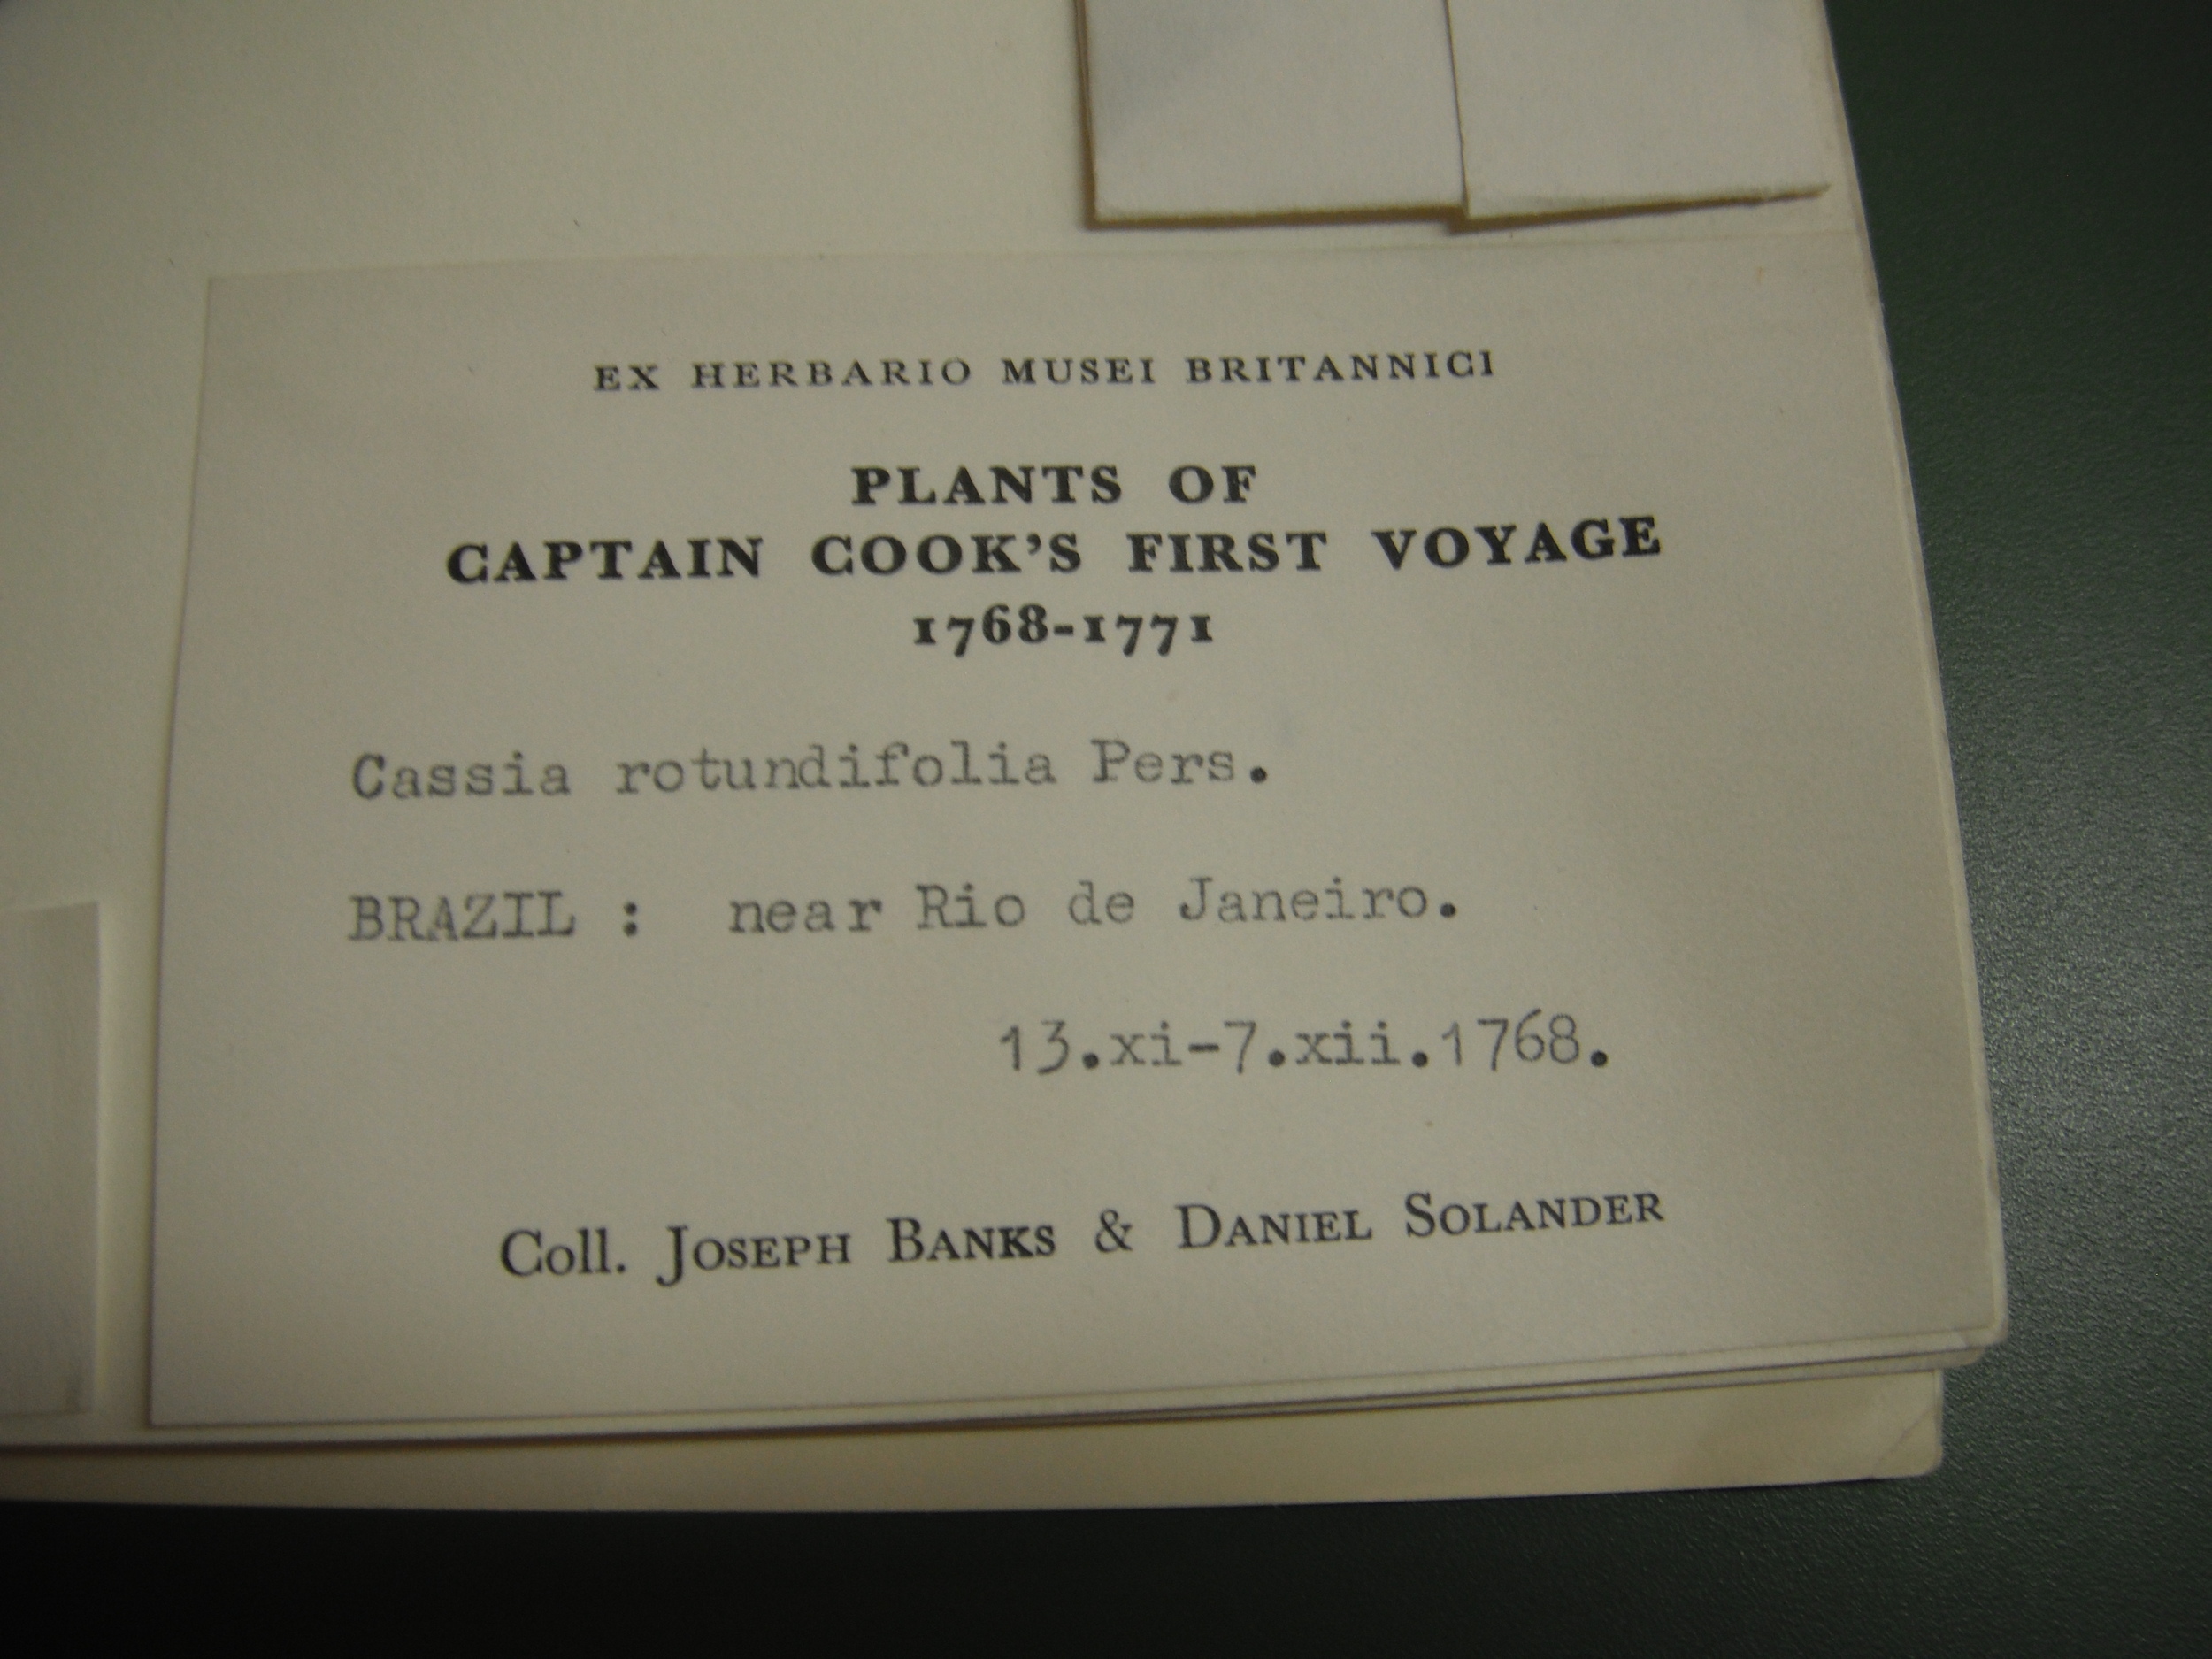 EX HERBARIO MUSEI BRITANNICI
PLANTS OF
CAPTAIN COOK'S FIRST VOYAGE
1768-1771
Cassia rotundifolia Pers.
BRAZIL : near Rio de Janeiro.
13.xi-7.xii.1768.
Coll. JOSEPH BANKS & DANIEL SOLANDER